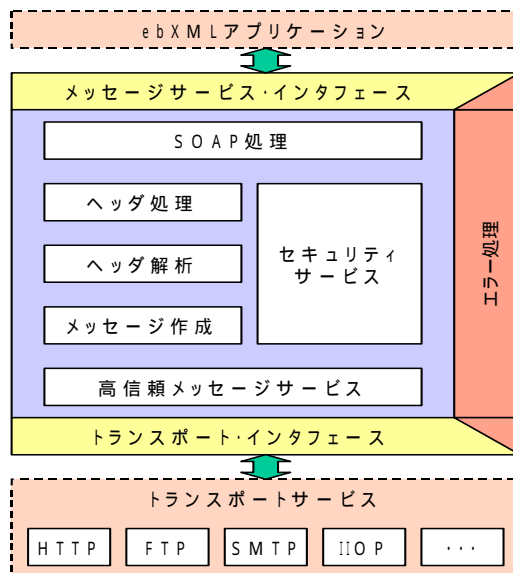 ebXMLアプリケーション
メッセージサービス・インタフェース
SOAP処理
ヘッダ処理
ヘッダ解析
メッセージ作成
セキュリティ
サービス
エラー処理
高信頼メッセージサービス
トランスポート・インタフェース
トランスポートサービス
HTTP
FTP
SMTP
IIOP
・・・